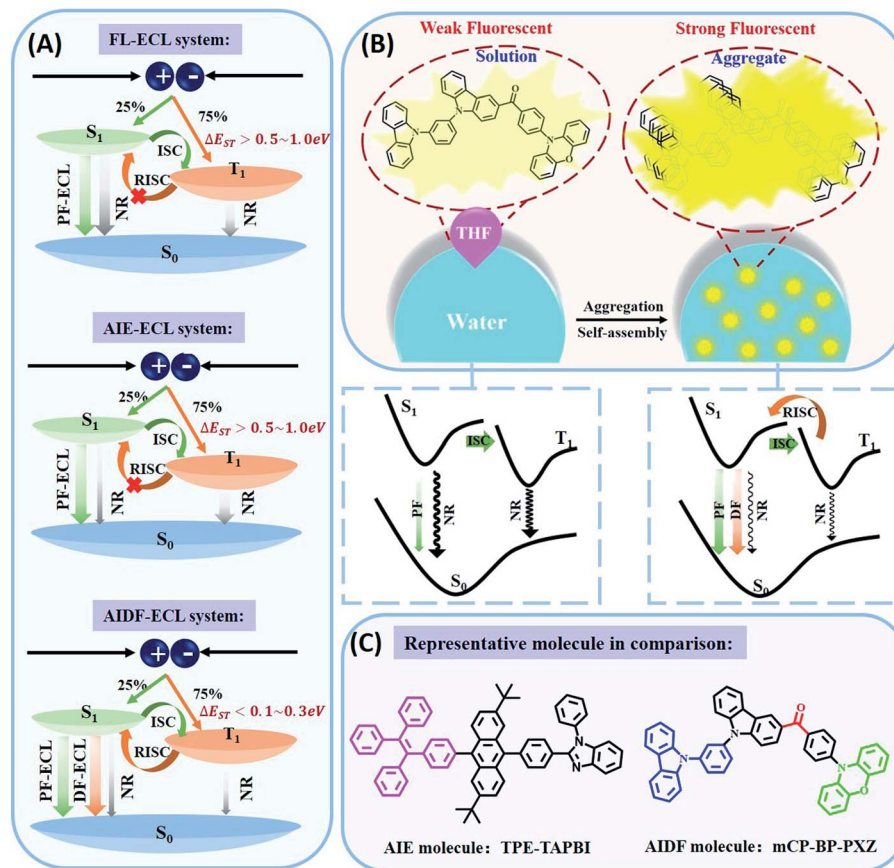 (A)
FL-ECL system:
+ -
25%
75%
ΔE_ST > 0.5~1.0eV
S₁
ISC
T₁
RISC
PF-ECL
NR
NR
S₀
AIE-ECL system:
+ -
25%
75%
ΔE_ST > 0.5~1.0eV
S₁
ISC
RISC
T₁
PF-ECL
NR
NR
S₀
AIDF-ECL system:
+ -
25%
75%
ΔE_ST < 0.1~0.3eV
S₁
ISC
T₁
RISC
PF-ECL
DF-ECL
NR
NR
S₀
(B)
Weak Fluorescent
Strong Fluorescent
Solution
Aggregate
O
N
N
N
O
O
THF
Water
Aggregation
Self-assembly
S₁
ISC
T₁
PF
NR
NR
S₀
S₁
RISC
ISC
T₁
PF
DF
NR
NR
S₀
(C)
Representative molecule in comparison:
N
N
O
N
N
N
O
AIE molecule: TPE-TAPBI
AIDF molecule: mCP-BP-PXZ